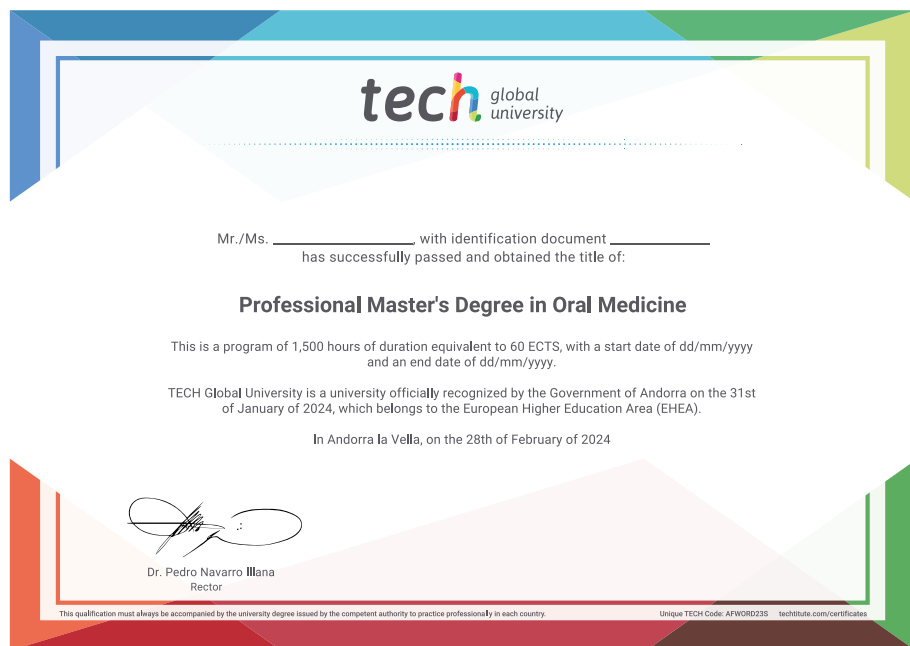 tech global
university
Mr./Ms. ______________, with identification document __________
has successfully passed and obtained the title of:
Professional Master's Degree in Oral Medicine
This is a program of 1,500 hours of duration equivalent to 60 ECTS, with a start date of dd/mm/yyyy
and an end date of dd/mm/yyyy.
TECH Global University is a university officially recognized by the Government of Andorra on the 31st
of January of 2024, which belongs to the European Higher Education Area (EHEA).
In Andorra la Vella, on the 28th of February of 2024
Dr. Pedro Navarro Illana
Rector
This qualification must always be accompanied by the university degree issued by the competent authority to practice professionally in each country.
Unique TECH Code: AFWORD23S techtitute.com/certificates